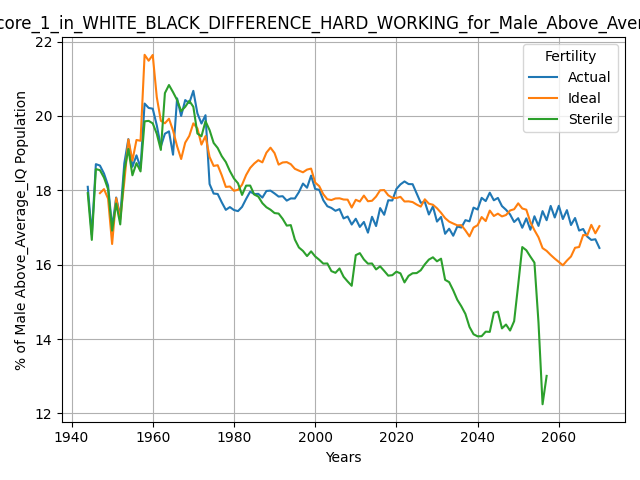 core_1_in_WHITE_BLACK_DIFFERENCE_HARD_WORKING_for_Male_Above_Aver
Fertility
Actual
Ideal
Sterile
% of Male Above_Average_IQ Population
22
20
18
16
14
12
1940 1960 1980 2000 2020 2040 2060
Years